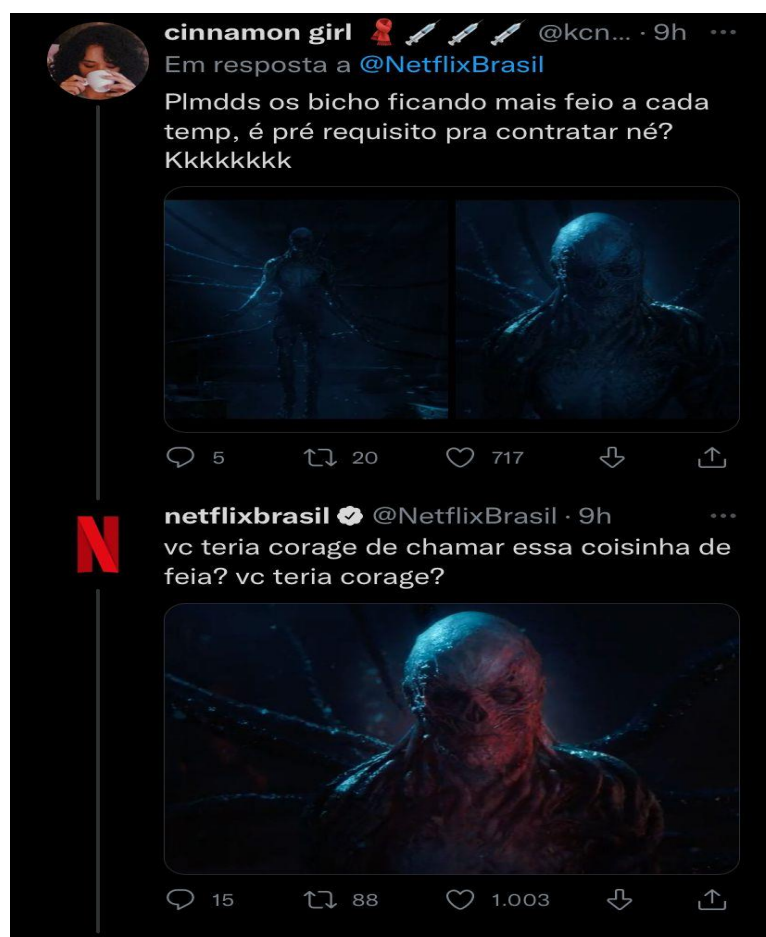 cinnamon girl 🧣💉💉💉 @kcn... · 9h ···
Em resposta a @NetflixBrasil
Plmdds os bicho ficando mais feio a cada
temp, é pré requisito pra contratar né?
Kkkkkkkk
5 20 717
netflixbrasil @NetflixBrasil · 9h ···
vc teria corage de chamar essa coisinha de
feia? vc teria corage?
15 88 1.003